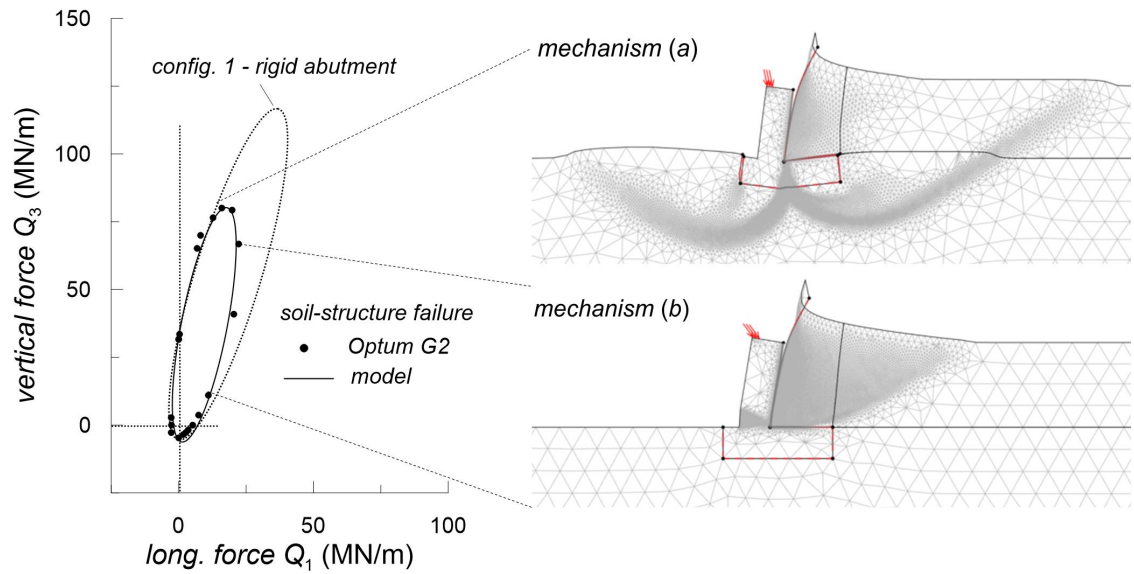 150
100
50
0
vertical force Q3 (MN/m)
config. 1 - rigid abutment
soil-structure failure
Optum G2
model
0
50
100
long. force Q1 (MN/m)
mechanism (a)
mechanism (b)